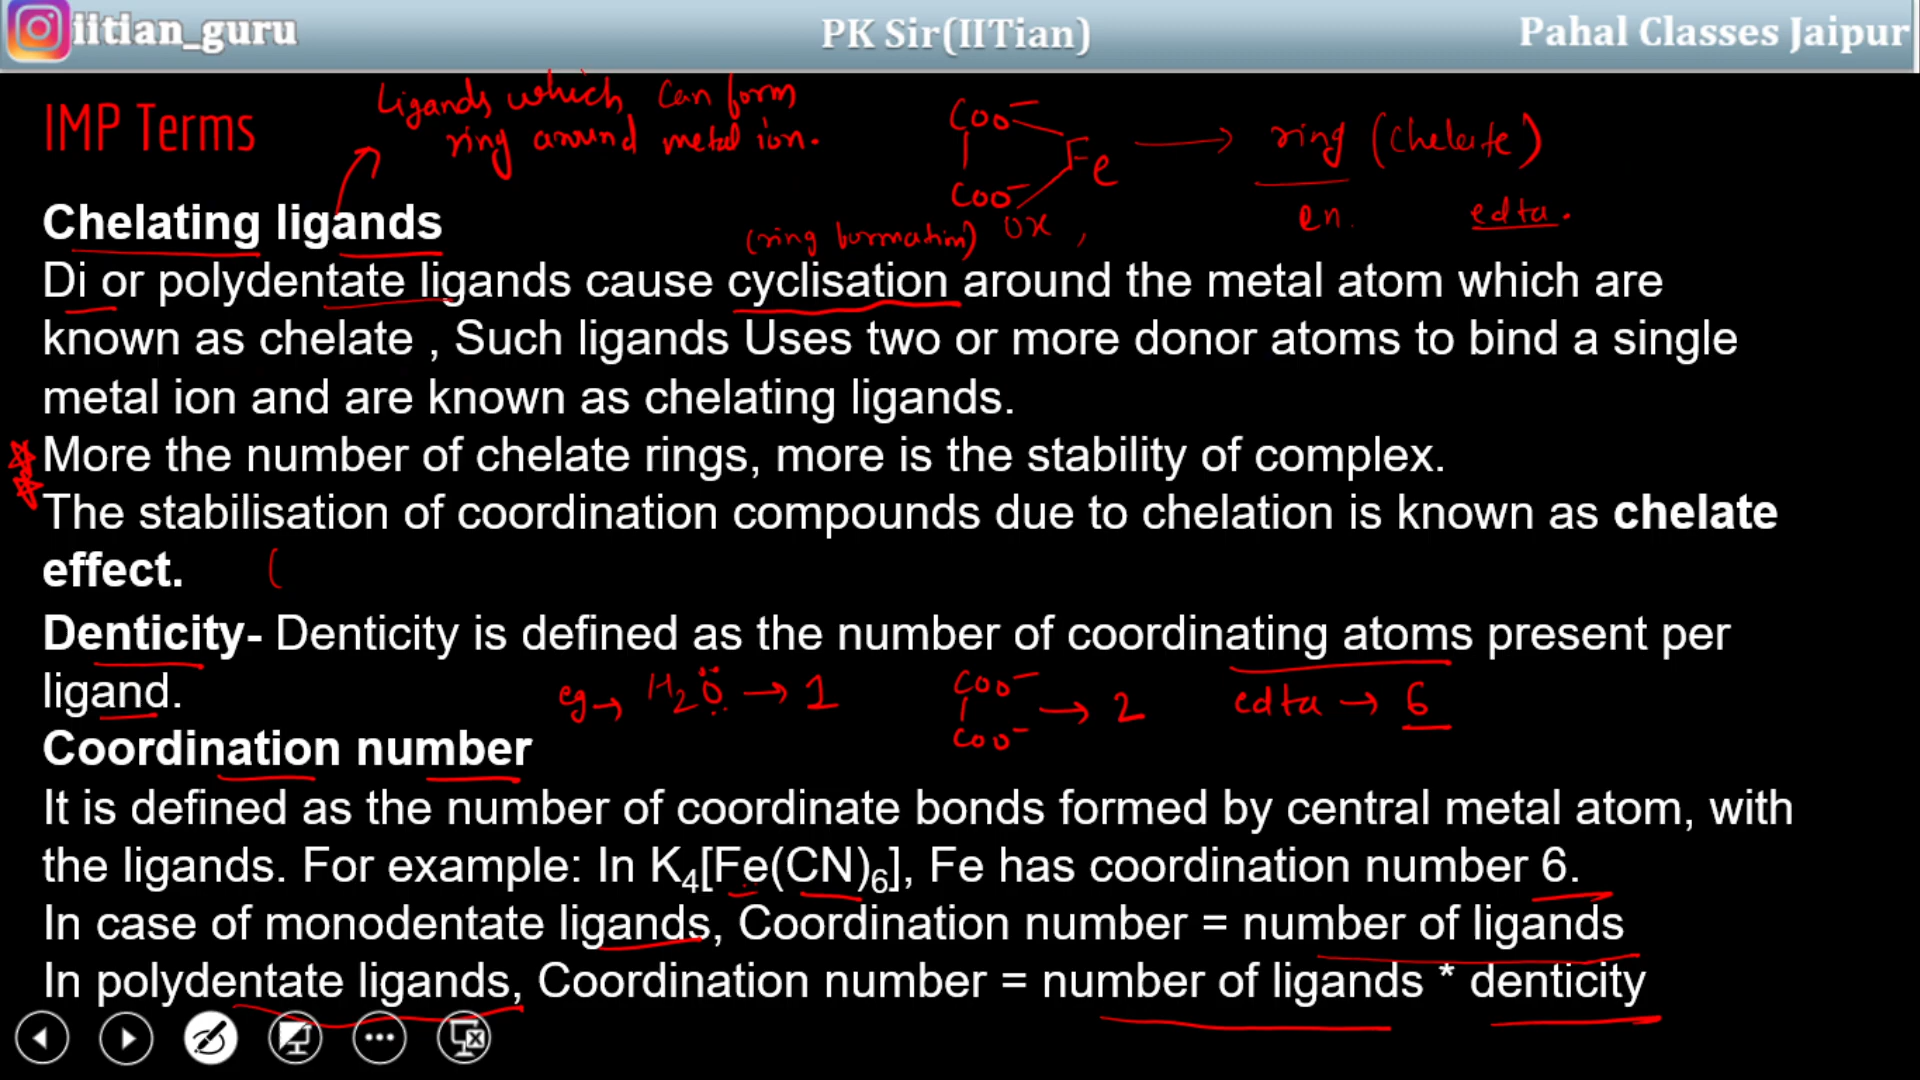 iitian_guru
PK Sir(IITian)
Pahal Classes Jaipur
IMP Terms
Ligands which can form
ring around metal ion.
COO⁻
COO⁻
Fe → ring (chelate)
ox , en. edta.
Chelating ligands
(ring formation)
Di or polydentate ligands cause cyclisation around the metal atom which are
known as chelate , Such ligands Uses two or more donor atoms to bind a single
metal ion and are known as chelating ligands.
More the number of chelate rings, more is the stability of complex.
The stabilisation of coordination compounds due to chelation is known as chelate
effect. (
Denticity- Denticity is defined as the number of coordinating atoms present per
ligand.
eg → H₂O → 1
COO⁻
COO⁻
→ 2
edta → 6
Coordination number
It is defined as the number of coordinate bonds formed by central metal atom, with
the ligands. For example: In K₄[Fe(CN)₆], Fe has coordination number 6.
In case of monodentate ligands, Coordination number = number of ligands
In polydentate ligands, Coordination number = number of ligands * denticity